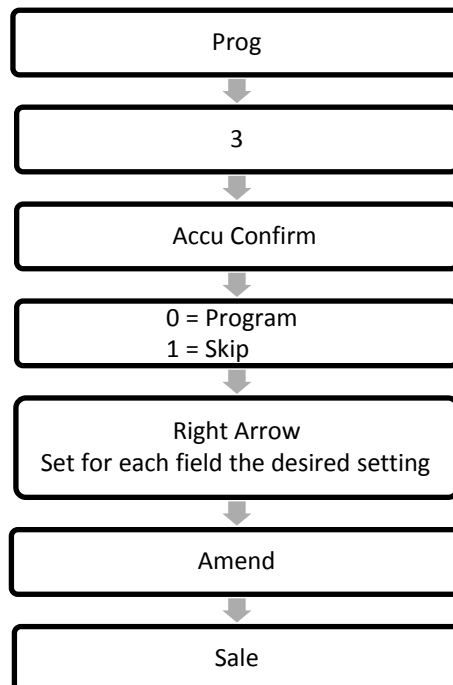 Prog
3
Accu Confirm
0 = Program
1 = Skip
Right Arrow
Set for each field the desired setting
Amend
Sale